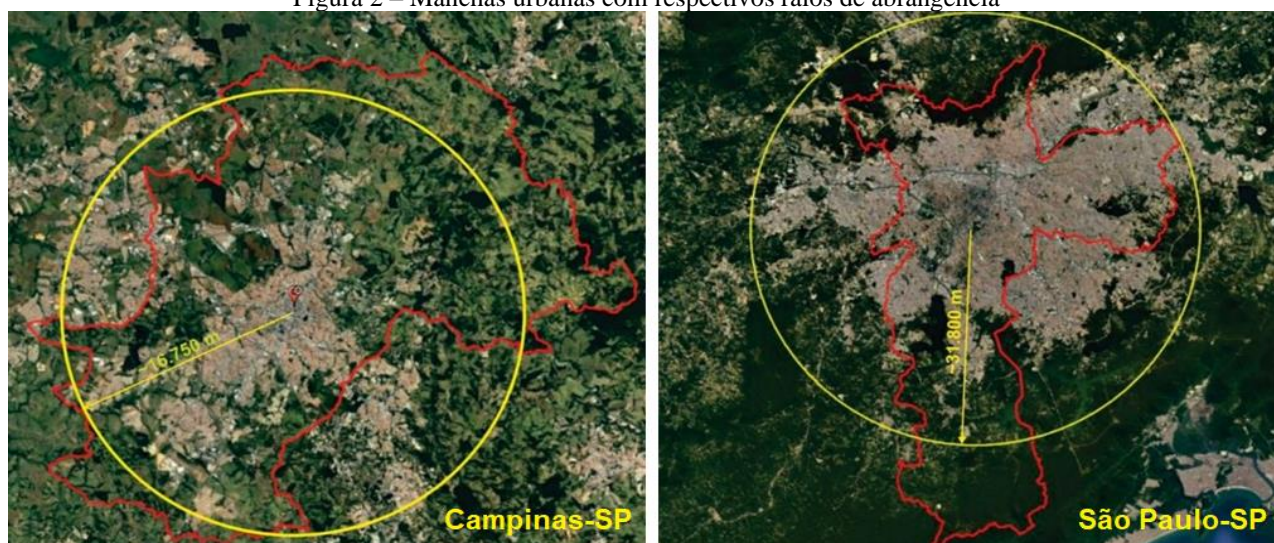 Figura 2 – Manchas urbanas com respectivos raios de abrangência
~16.750 m
Campinas-SP
~31.800 m
São Paulo-SP